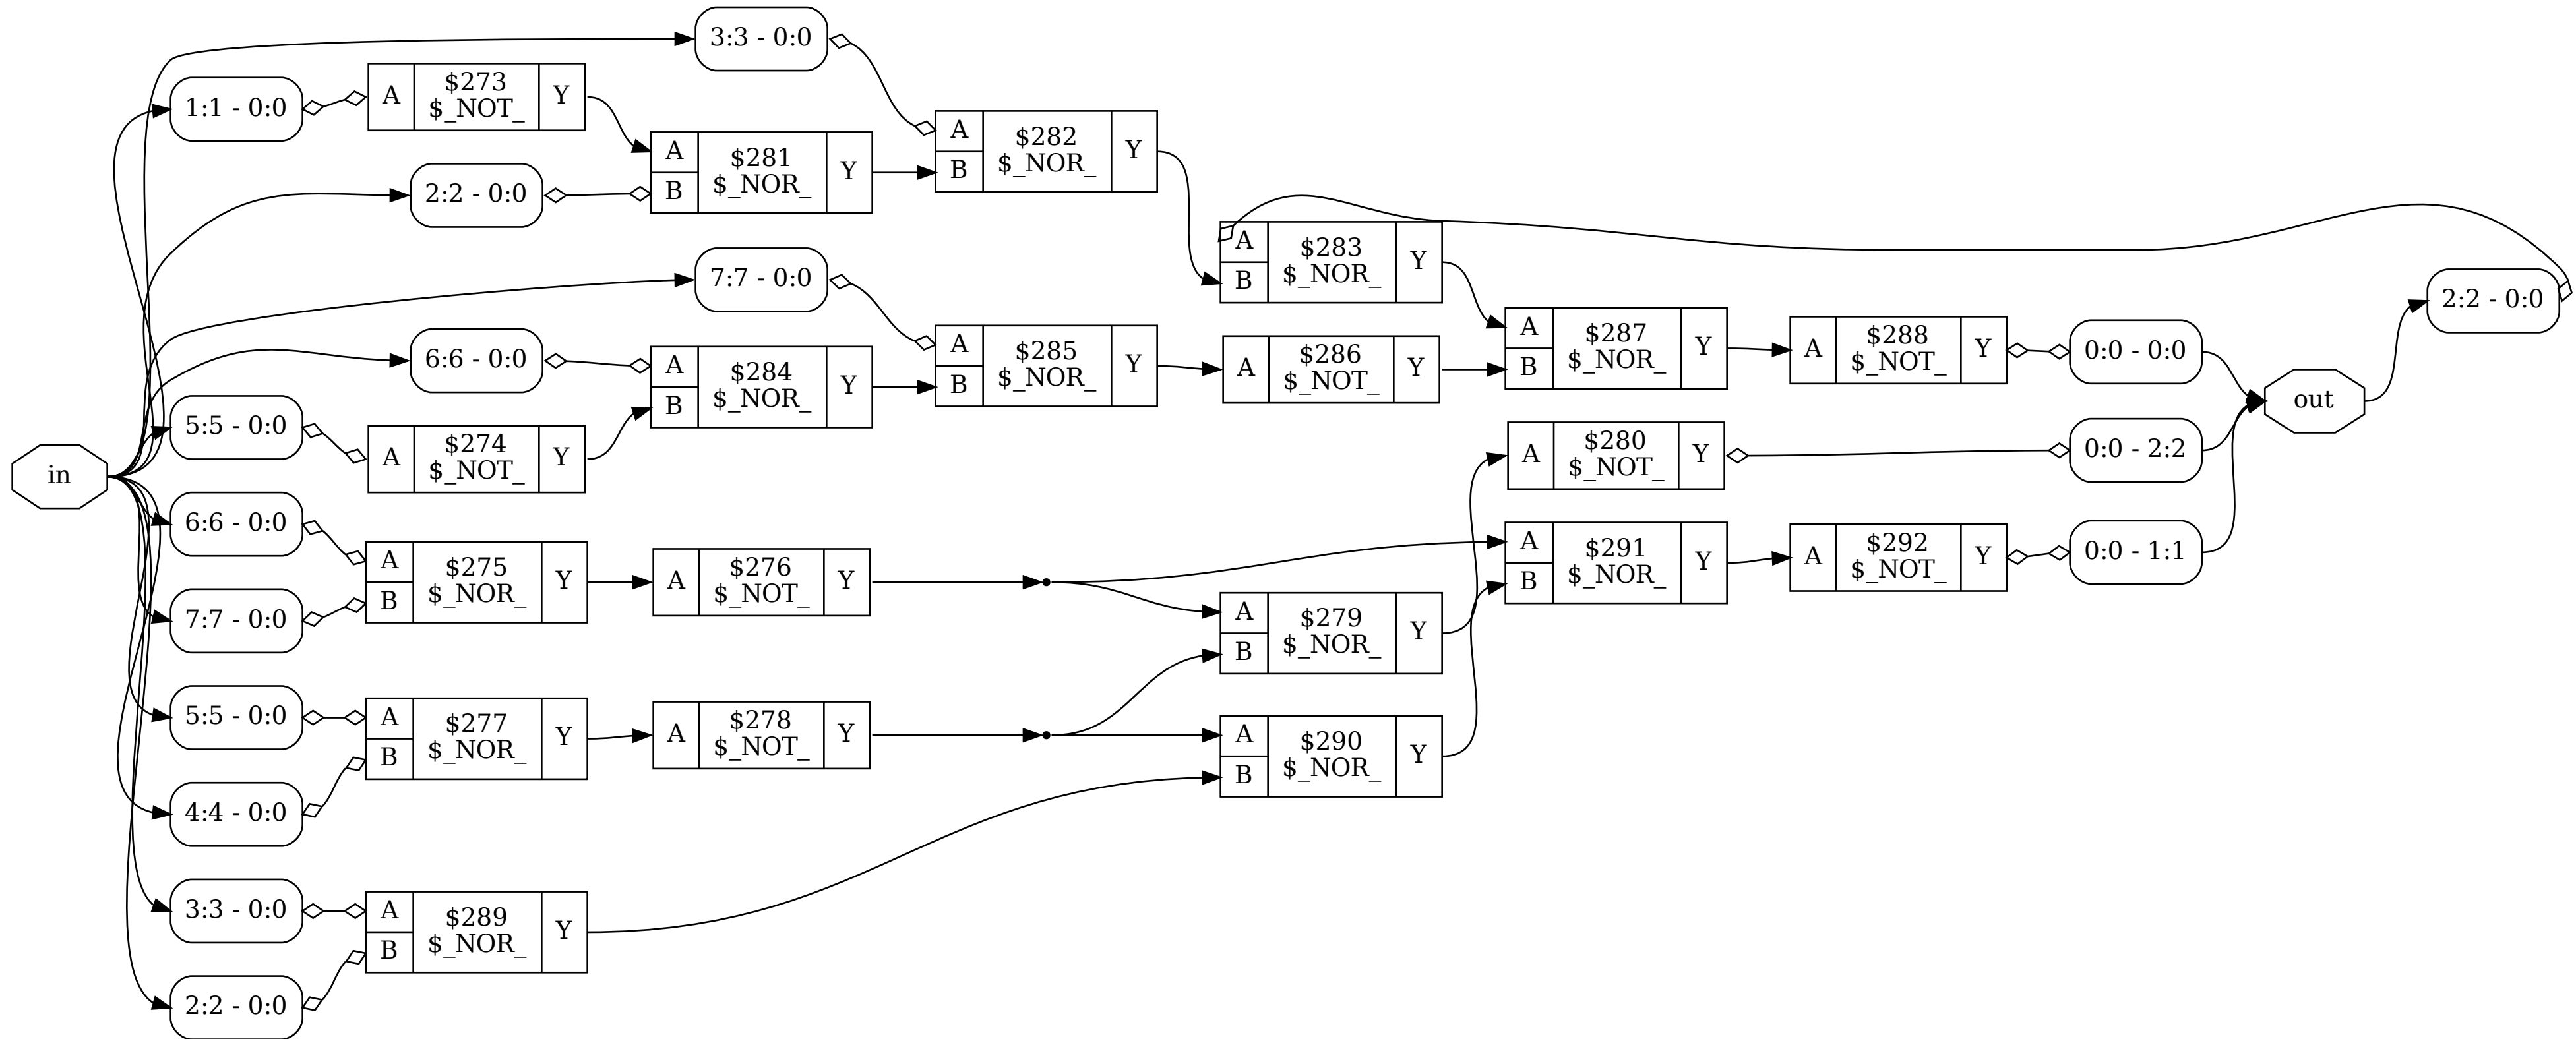 3:3 - 0:0
1:1 - 0:0
A
$273
$_NOT_
Y
A
B
$282
$_NOR_
Y
A
B
$281
$_NOR_
Y
2:2 - 0:0
A
B
$283
$_NOR_
Y
7:7 - 0:0
2:2 - 0:0
A
B
$287
$_NOR_
Y
A
$288
$_NOT_
Y
0:0 - 0:0
6:6 - 0:0
A
B
$284
$_NOR_
Y
A
B
$285
$_NOR_
Y
A
$286
$_NOT_
Y
out
5:5 - 0:0
A
$274
$_NOT_
Y
A
$280
$_NOT_
Y
0:0 - 2:2
in
6:6 - 0:0
A
B
$275
$_NOR_
Y
A
$276
$_NOT_
Y
A
B
$291
$_NOR_
Y
A
$292
$_NOT_
Y
0:0 - 1:1
7:7 - 0:0
A
B
$279
$_NOR_
Y
5:5 - 0:0
A
B
$277
$_NOR_
Y
A
$278
$_NOT_
Y
A
B
$290
$_NOR_
Y
4:4 - 0:0
3:3 - 0:0
A
B
$289
$_NOR_
Y
2:2 - 0:0